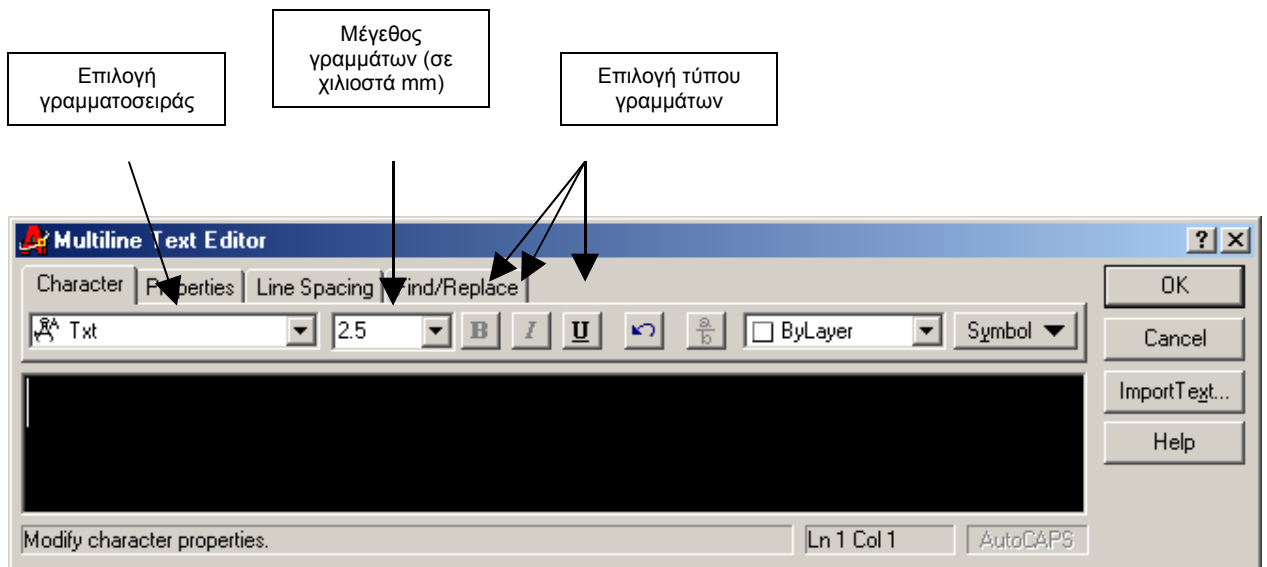 Επιλογή
γραμματοσειράς
Μέγεθος
γραμμάτων (σε
χιλιοστά mm)
Επιλογή τύπου
γραμμάτων
Multiline Text Editor
Character Properties Line Spacing Find/Replace
OK
Txt 2.5 B I U a/b ByLayer Symbol
Cancel
ImportText...
Help
Modify character properties. Ln 1 Col 1 AutoCAPS